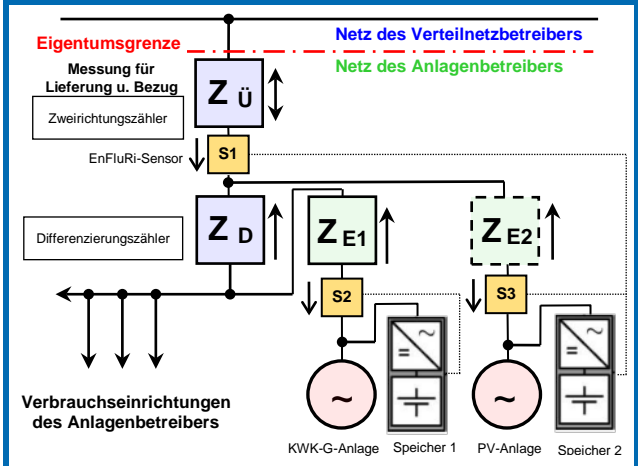 Netz des Verteilnetzbetreibers
Eigentumsgrenze
Netz des Anlagenbetreibers
Messung für
Lieferung u. Bezug
Z Ü
Zweirichtungszähler
EnFluRi-Sensor
S1
Z D
Z E1
Z E2
Differenzierungszähler
S2
S3
~
=
~
=
Verbrauchseinrichtungen
des Anlagenbetreibers
~
~
KWK-G-Anlage
Speicher 1
PV-Anlage
Speicher 2